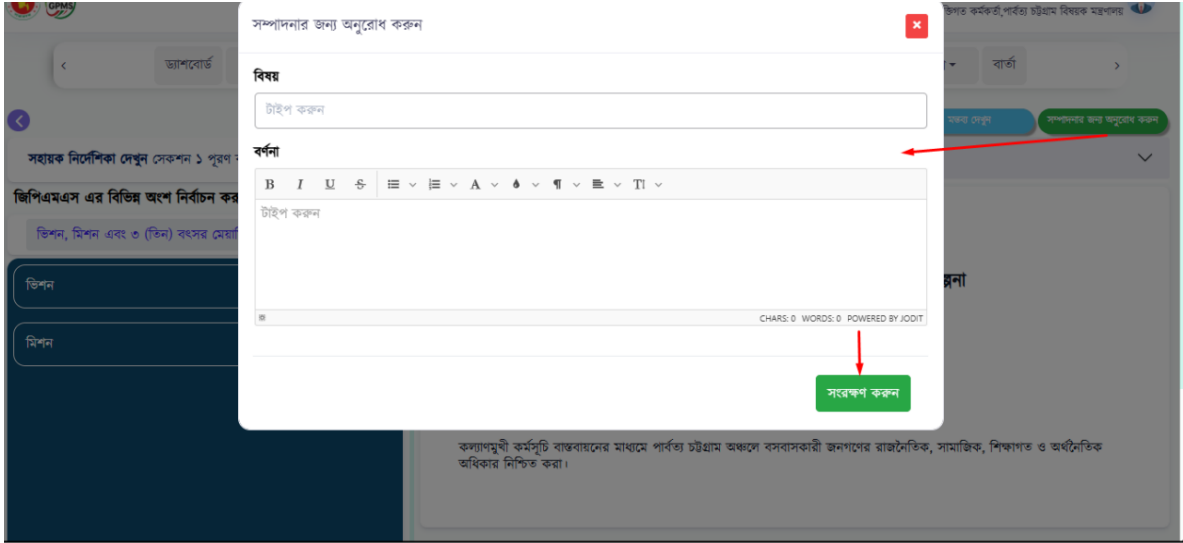 GPMS
সম্পাদনার জন্য অনুরোধ করুন
কর্মকর্তা,পার্বত্য চট্টগ্রাম বিষয়ক মন্ত্রণালয়
ড্যাশবোর্ড
বার্তা
বিষয়
টাইপ করুন
মন্তব্য দেখুন
সম্পাদনার জন্য অনুরোধ করুন
বর্ণনা
সহায়ক নির্দেশিকা দেখুন সেকশন ১ পূরণ
B I U S A TI
জিপিএমএস এর বিভিন্ন অংশ নির্বাচন কর
টাইপ করুন
ভিশন, মিশন এবং ৩ (তিন) বৎসর মেয়াদি
ভিশন
CHARS: 0 WORDS: 0 POWERED BY JODIT
মিশন
সংরক্ষণ করুন
কল্যাণমুখী কর্মসূচি বাস্তবায়নের মাধ্যমে পার্বত্য চট্টগ্রাম অঞ্চলে বসবাসকারী জনগণের রাজনৈতিক, সামাজিক, শিক্ষাগত ও অর্থনৈতিক
অধিকার নিশ্চিত করা।